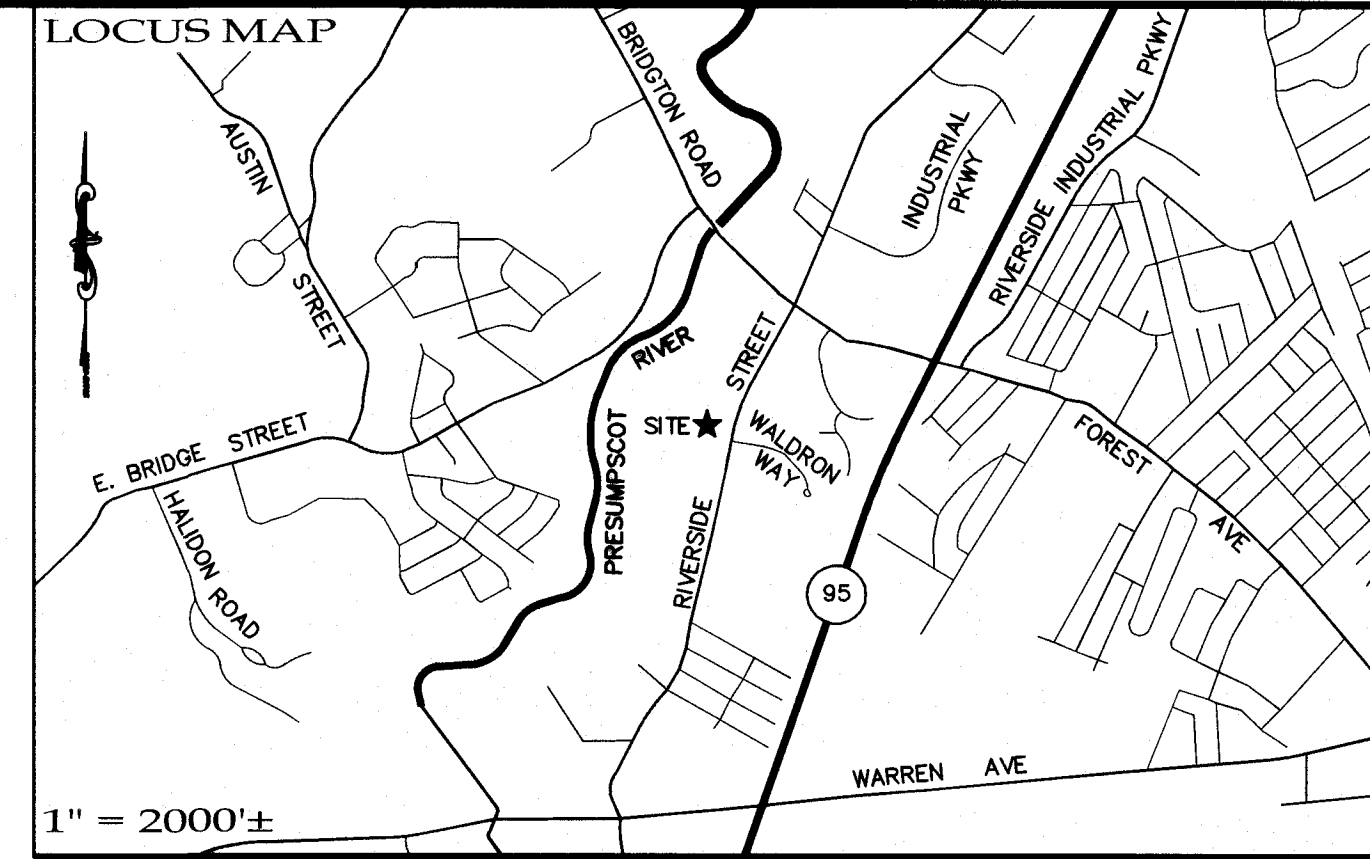 LOCUS MAP
BRIDGTON ROAD
AUSTIN
STREET
INDUSTRIAL
PKWY
RIVERSIDE INDUSTRIAL PKWY
RIVER
PRESUMPSCOT
STREET
RIVERSIDE
SITE
WALDRON
WAY
E. BRIDGE STREET
HALIDON ROAD
FOREST
AVE
95
WARREN AVE
1" = 2000'±